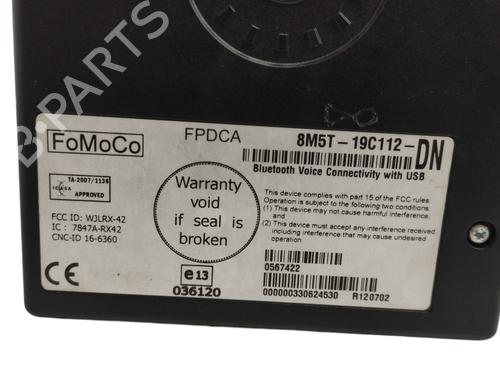 B-PARTS
FoMoCo
FPDCA
8M5T-19C112-DN
Bluetooth Voice Connectivity with USB
TA-2007/1136
APPROVED
FCC ID: WJLRX-42
IC : 7847A-RX42
CNC-ID 16-6360
Warranty
void
if seal is
broken
This device complies with part 15 of the FCC rules
Operation is subject to the following two conditions:
(1) This device may not cause harmful interference,
and
(2) This device must accept any interference received
including interference that may cause undesired
operation.
0567422
000000330624530 R120702
CE
e13
036120